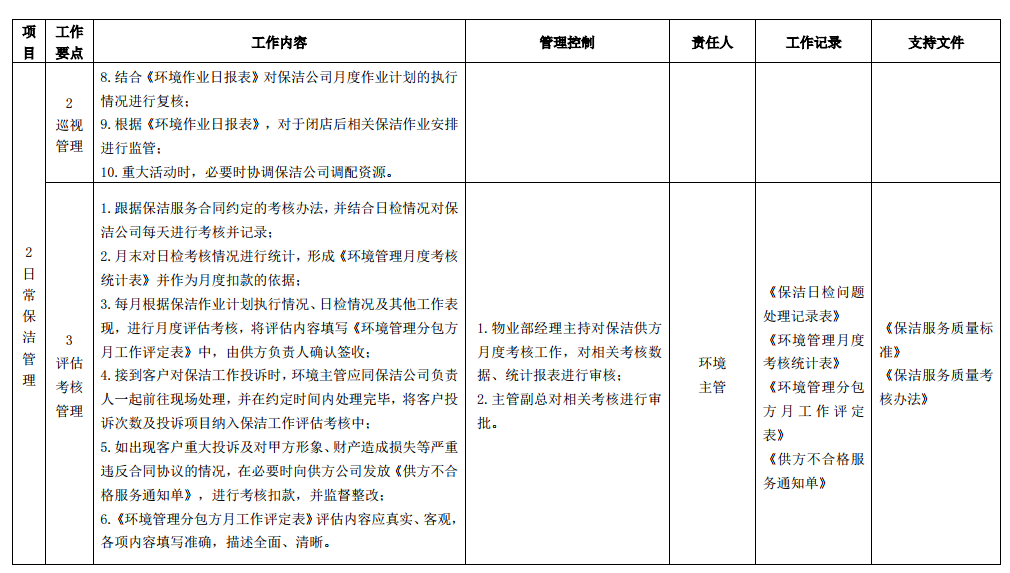 项目
工作要点
工作内容
管理控制
责任人
工作记录
支持文件
2
日常保洁管理
2
巡视
管理
8.结合《环境作业日报表》对保洁公司月度作业计划的执行
情况进行复核；
9.根据《环境作业日报表》，对于闭店后相关保洁作业安排
进行监管；
10.重大活动时，必要时协调保洁公司调配资源。
3
评估
考核
管理
1.跟据保洁服务合同约定的考核办法，并结合日检情况对保
洁公司每天进行考核并记录；
2.月末对日检考核情况进行统计，形成《环境管理月度考核
统计表》并作为月度扣款的依据；
3.每月根据保洁作业计划执行情况、日检情况及其他工作表
现，进行月度评估考核，将评估内容填写《环境管理分包方
月工作评定表》中，由供方负责人确认签收；
4.接到客户对保洁工作投诉时，环境主管应同保洁公司负责
人一起前往现场处理，并在约定时间内处理完毕，将客户投
诉次数及投诉项目纳入保洁工作评估考核中；
5.如出现客户重大投诉及对甲方形象、财产造成损失等严重
违反合同协议的情况，在必要时向供方公司发放《供方不合
格服务通知单》，进行考核扣款，并监督整改；
6.《环境管理分包方月工作评定表》评估内容应真实、客观，
各项内容填写准确，描述全面、清晰。
1.物业部经理主持对保洁供方
月度考核工作，对相关考核数
据、统计报表进行审核；
2.主管副总对相关考核进行审
批。
环境
主管
《保洁日检问题
处理记录表》
《环境管理月度
考核统计表》
《环境管理分包
方月工作评定
表》
《供方不合格服
务通知单》
《保洁服务质量标
准》
《保洁服务质量考
核办法》